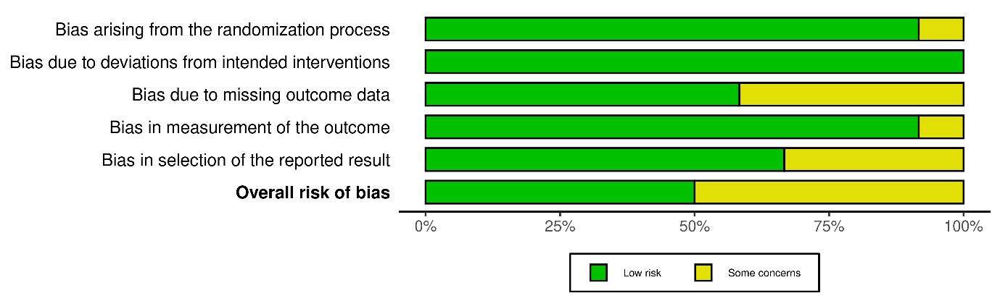 Bias arising from the randomization process
Bias due to deviations from intended interventions
Bias due to missing outcome data
Bias in measurement of the outcome
Bias in selection of the reported result
Overall risk of bias
0% 25% 50% 75% 100%
Low risk Some concerns